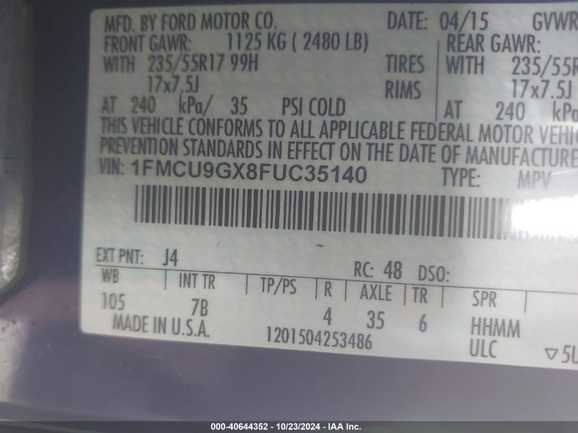 MFD. BY FORD MOTOR CO. DATE: 04/15 GVWR
FRONT GAWR: 1125 KG ( 2480 LB) REAR GAWR:
WITH 235/55R17 99H TIRES WITH 235/55R
17x7.5J RIMS 17x7.5J
AT 240 kPa/ 35 PSI COLD AT 240 kPa
THIS VEHICLE CONFORMS TO ALL APPLICABLE FEDERAL MOTOR VEHI
PREVENTION STANDARDS IN EFFECT ON THE DATE OF MANUFACTURE
VIN: 1FMCU9GX8FUC35140 TYPE: MPV
EXT PNT: J4 RC: 48 DSO:
WB INT TR TP/PS R AXLE TR SPR
105 7B 4 35 6 HHMM
MADE IN U.S.A. 1201504253486 ULC ▽5U
000-40644352 - 10/23/2024 - IAA Inc.